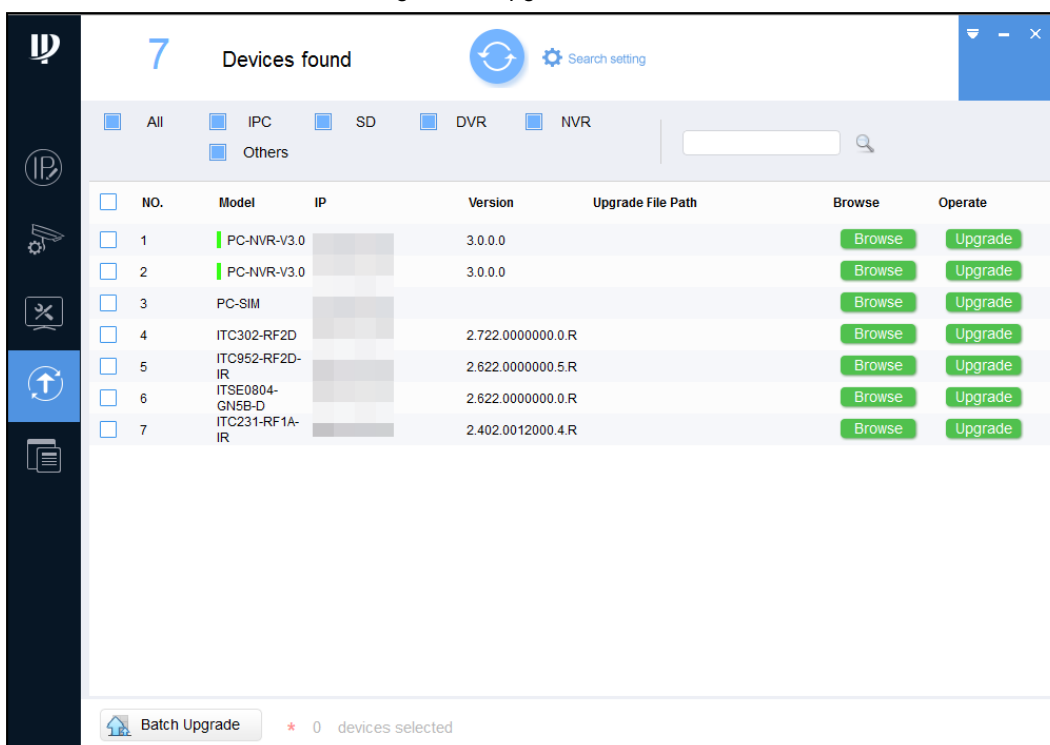 IP
7 Devices found Search setting
All IPC SD DVR NVR
Others
IP
NO. Model IP Version Upgrade File Path Browse Operate
1 PC-NVR-V3.0 3.0.0.0 Browse Upgrade
2 PC-NVR-V3.0 3.0.0.0 Browse Upgrade
3 PC-SIM Browse Upgrade
4 ITC302-RF2D 2.722.0000000.0.R Browse Upgrade
5 ITC952-RF2D-
IR 2.622.0000000.5.R Browse Upgrade
6 ITSE0804-
GN5B-D 2.622.0000000.0.R Browse Upgrade
7 ITC231-RF1A-
IR 2.402.0012000.4.R Browse Upgrade
Batch Upgrade * 0 devices selected